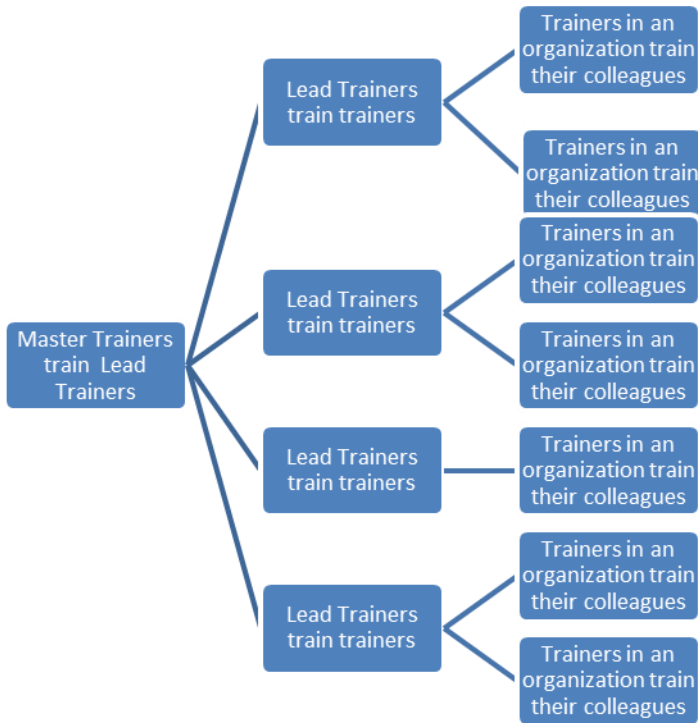 Master Trainers
train Lead
Trainers
Lead Trainers
train trainers
Trainers in an
organization train
their colleagues
Trainers in an
organization train
their colleagues
Lead Trainers
train trainers
Trainers in an
organization train
their colleagues
Trainers in an
organization train
their colleagues
Lead Trainers
train trainers
Trainers in an
organization train
their colleagues
Lead Trainers
train trainers
Trainers in an
organization train
their colleagues
Trainers in an
organization train
their colleagues